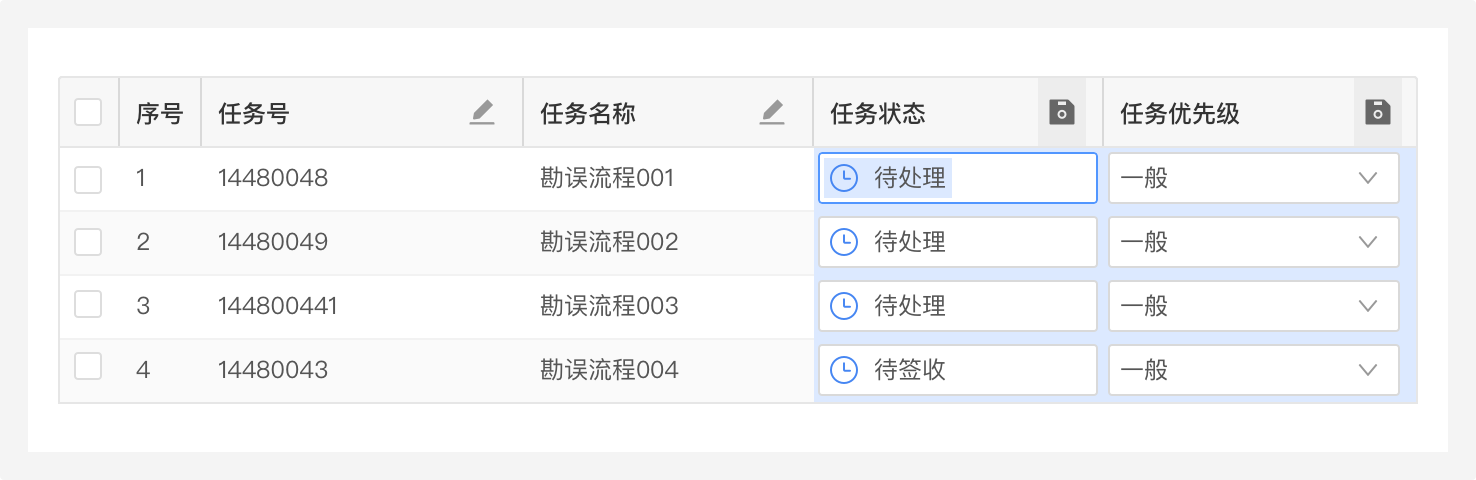 序号 任务号 任务名称 任务状态 任务优先级
1 14480048 勘误流程001 待处理 一般
2 14480049 勘误流程002 待处理 一般
3 144800441 勘误流程003 待处理 一般
4 14480043 勘误流程004 待签收 一般